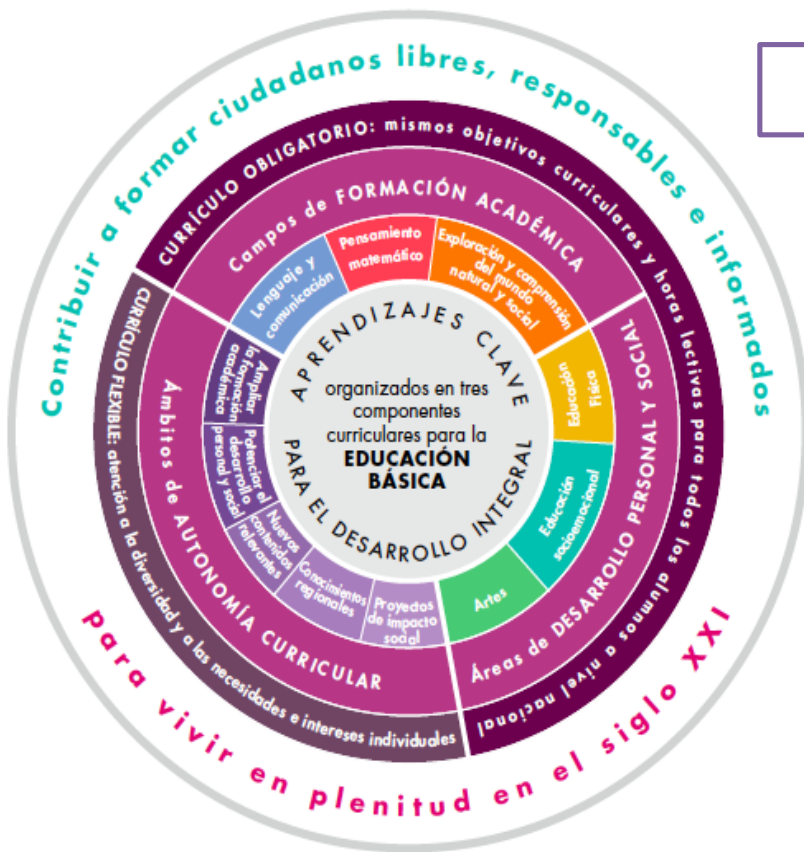 Contribuir a formar ciudadanos libres, responsables e informados
para vivir en plenitud en el siglo XXI
CURRÍCULO OBLIGATORIO: mismos objetivos curriculares y horas lectivas para todos los alumnos a nivel nacional
CURRÍCULO FLEXIBLE: atención a la diversidad y a las necesidades e intereses individuales
Campos de FORMACIÓN ACADÉMICA
Lenguaje y
comunicación
Pensamiento
matemático
Exploración y comprensión
del mundo
natural y social
Áreas de DESARROLLO PERSONAL Y SOCIAL
Educación
Física
Educación
socioemocional
Artes
Ámbitos de AUTONOMÍA CURRICULAR
Ampliar
la formación
académica
Potenciar el
desarrollo
personal y social
Nuevos
contenidos
relevantes
Conocimientos
regionales
Proyectos
de impacto
social
APRENDIZAJES CLAVE
organizados en tres
componentes
curriculares para la
EDUCACIÓN
BÁSICA
PARA EL DESARROLLO INTEGRAL